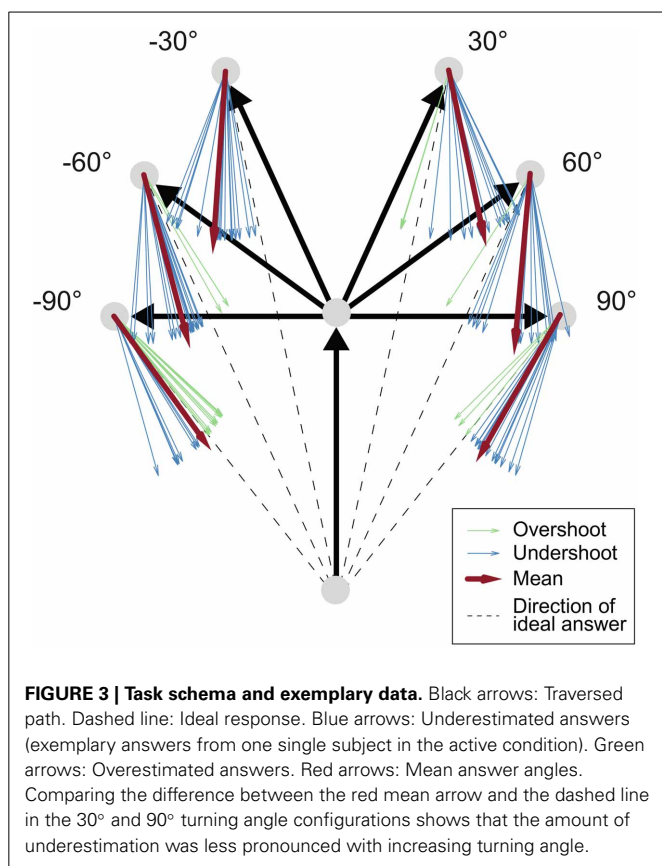 -30°
30°
-60°
60°
-90°
90°
Overshoot
Undershoot
Mean
Direction of
ideal answer
FIGURE 3 | Task schema and exemplary data. Black arrows: Traversed
path. Dashed line: Ideal response. Blue arrows: Underestimated answers
(exemplary answers from one single subject in the active condition). Green
arrows: Overestimated answers. Red arrows: Mean answer angles.
Comparing the difference between the red mean arrow and the dashed line
in the 30° and 90° turning angle configurations shows that the amount of
underestimation was less pronounced with increasing turning angle.